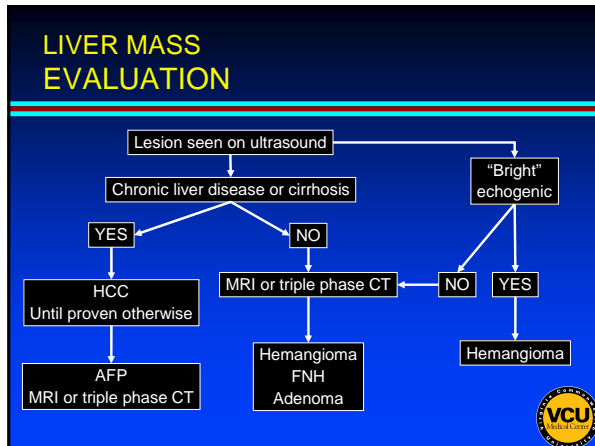 LIVER MASS
EVALUATION
Lesion seen on ultrasound
"Bright"
echogenic
Chronic liver disease or cirrhosis
YES
NO
HCC
Until proven otherwise
MRI or triple phase CT
NO
YES
AFP
MRI or triple phase CT
Hemangioma
FNH
Adenoma
Hemangioma
VCU
Medical Center